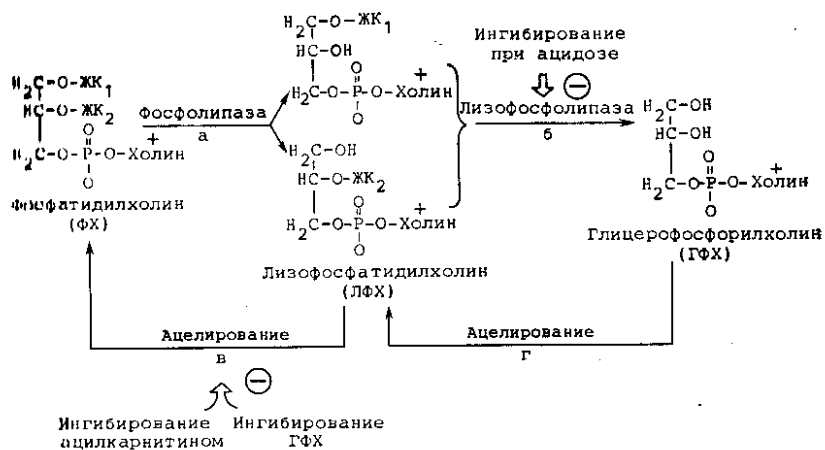 H₂C-O-ЖК₁
HC-OH
H₂C-O-P-O-Холин
O
O
+
Ингибирование
при ацидозе
−
H₂C-O-ЖК₁
HC-O-ЖК₂
H₂C-O-P-O-Холин
O
O
+
Фосфатидилхолин
(ФХ)
Фосфолипаза
а
H₂C-OH
HC-O-ЖК₂
H₂C-O-P-O-Холин
O
O
+
Лизофосфатидилхолин
(ЛФХ)
Лизофосфолипаза
б
H₂C-OH
HC-OH
H₂C-O-P-O-Холин
O
O
+
Глицерофосфорилхолин
(ГФХ)
Ацелирование
в
Ацелирование
г
−
Ингибирование
ацилкарнитином
Ингибирование
ГФХ